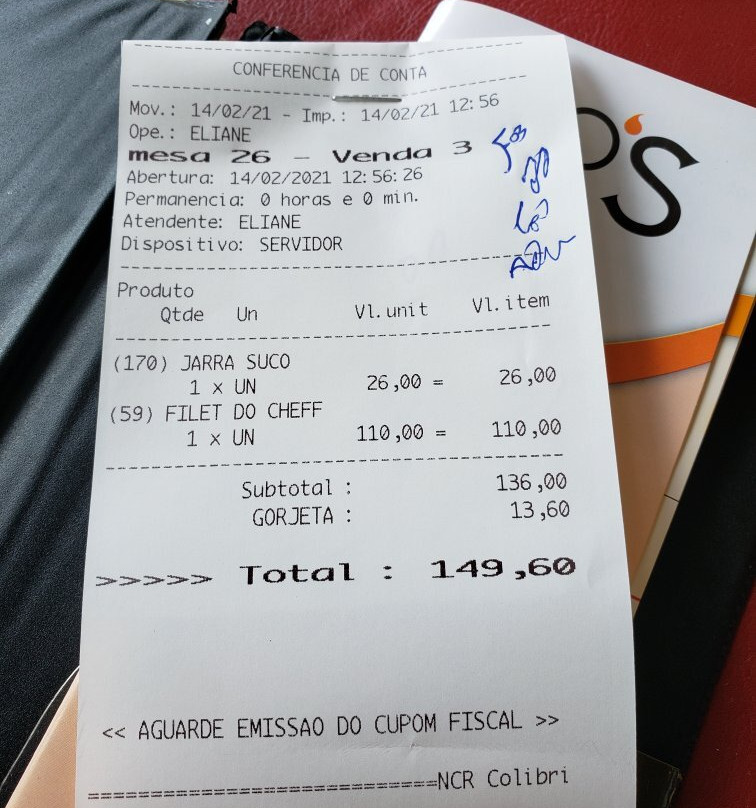 CONFERENCIA DE CONTA
Mov.: 14/02/21 - Imp.: 14/02/21 12:56
Ope.: ELIANE
mesa 26 - Venda 3
Abertura: 14/02/2021 12:56:26
Permanencia: 0 horas e 0 min.
Atendente: ELIANE
Dispositivo: SERVIDOR
Produto
Qtde Un Vl.unit Vl.item
(170) JARRA SUCO
1 x UN 26,00 = 26,00
(59) FILET DO CHEFF
1 x UN 110,00 = 110,00
Subtotal : 136,00
GORJETA : 13,60
>>>>> Total : 149,60
<< AGUARDE EMISSAO DO CUPOM FISCAL >>
NCR Colibri